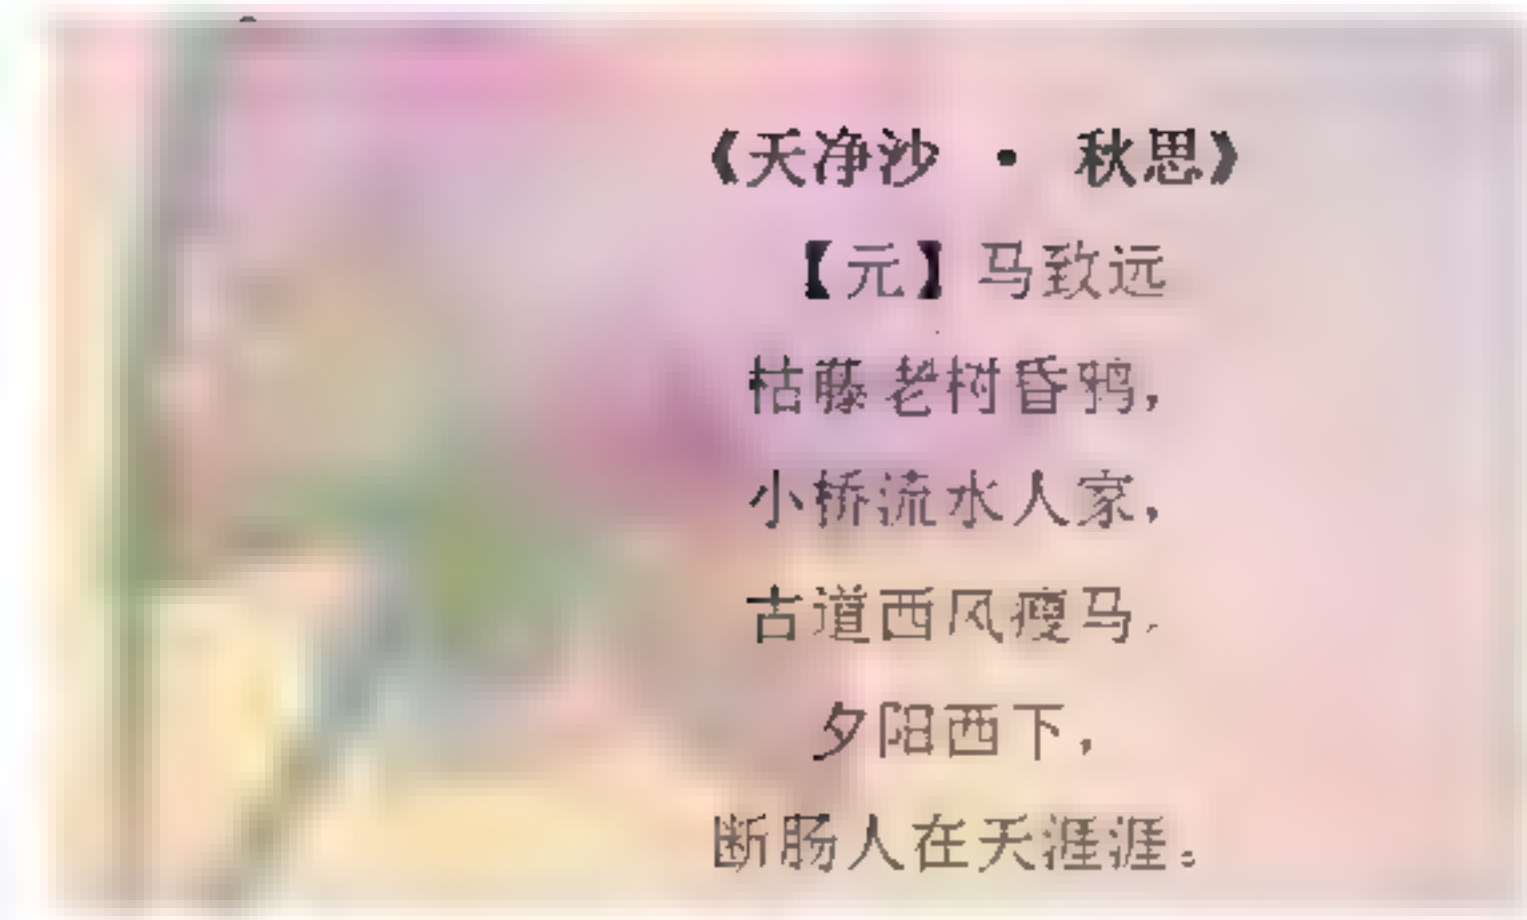 《天净沙 · 秋思》
【元】马致远
枯藤老树昏鸦，
小桥流水人家，
古道西风瘦马，
夕阳西下，
断肠人在天涯涯。